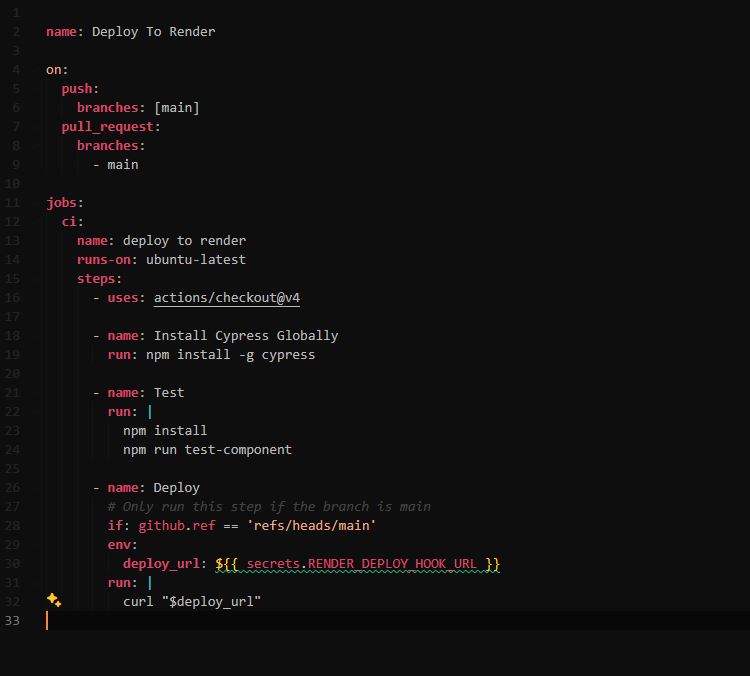 1
2 name: Deploy To Render
3
4 on:
5   push:
6     branches: [main]
7   pull_request:
8     branches:
9       - main
10
11 jobs:
12   ci:
13     name: deploy to render
14     runs-on: ubuntu-latest
15     steps:
16       - uses: actions/checkout@v4
17
18       - name: Install Cypress Globally
19         run: npm install -g cypress
20
21       - name: Test
22         run: |
23           npm install
24           npm run test-component
25
26       - name: Deploy
27         # Only run this step if the branch is main
28         if: github.ref == 'refs/heads/main'
29         env:
30           deploy_url: ${{ secrets.RENDER_DEPLOY_HOOK_URL }}
31         run: |
32           curl "$deploy_url"
33